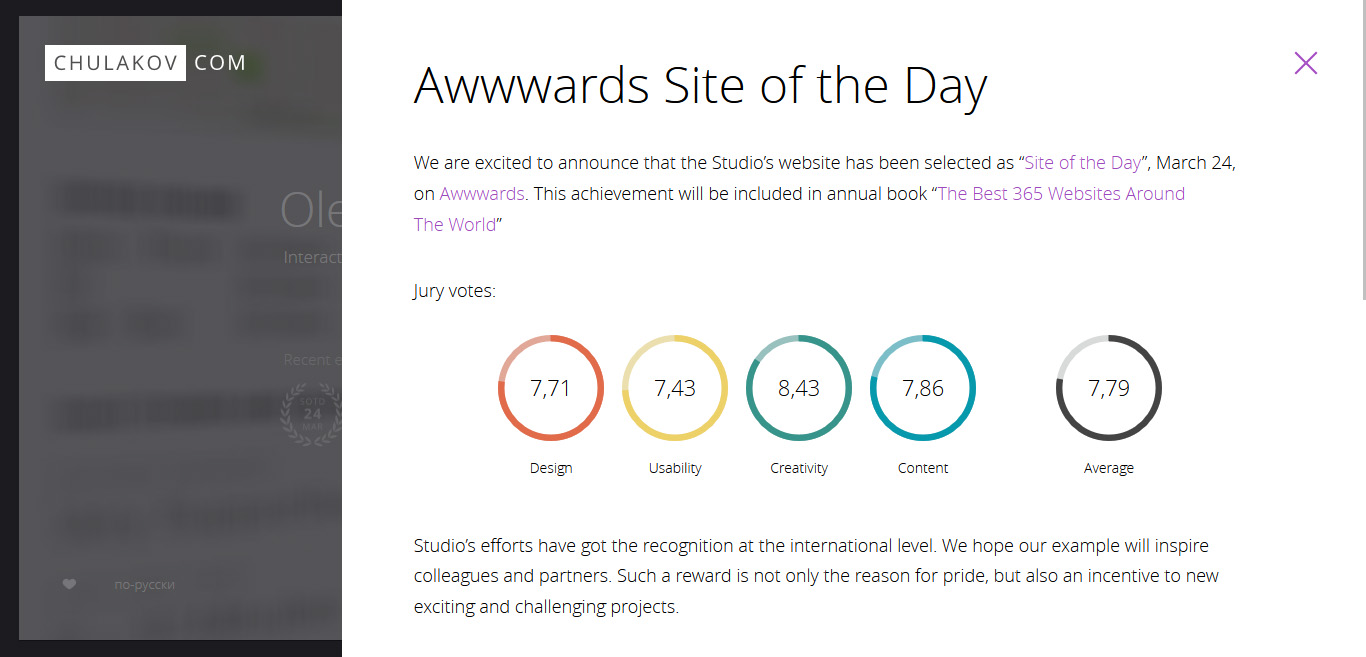 CHULAKOV COM
Ole
Interact
Recent e
SOTD
24
MAR
по-русски
Awwwards Site of the Day
We are excited to announce that the Studio’s website has been selected as “Site of the Day”, March 24,
on Awwwards. This achievement will be included in annual book “The Best 365 Websites Around
The World”
Jury votes:
7,71 7,43 8,43 7,86 7,79
Design Usability Creativity Content Average
Studio’s efforts have got the recognition at the international level. We hope our example will inspire
colleagues and partners. Such a reward is not only the reason for pride, but also an incentive to new
exciting and challenging projects.